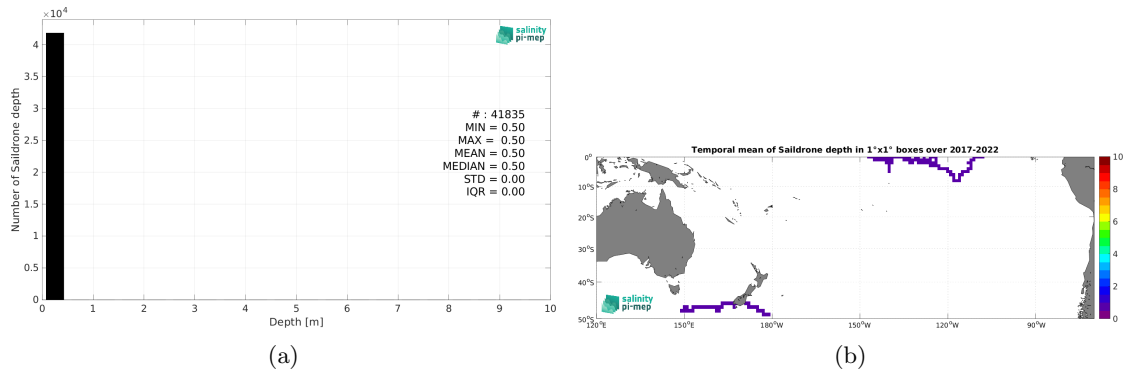 ×10⁴
4
3.5
3
2.5
2
1.5
1
0.5
0
Number of Saildrone depth
0 1 2 3 4 5 6 7 8 9 10
Depth [m]
salinity
pi-mep
# : 41835
MIN = 0.50
MAX = 0.50
MEAN = 0.50
MEDIAN = 0.50
STD = 0.00
IQR = 0.00
(a)
Temporal mean of Saildrone depth in 1°x1° boxes over 2017-2022
0°
10°S
20°S
30°S
40°S
50°S
120°E 150°E 180°W 150°W 120°W 90°W
salinity
pi-mep
10
8
6
4
2
0
(b)